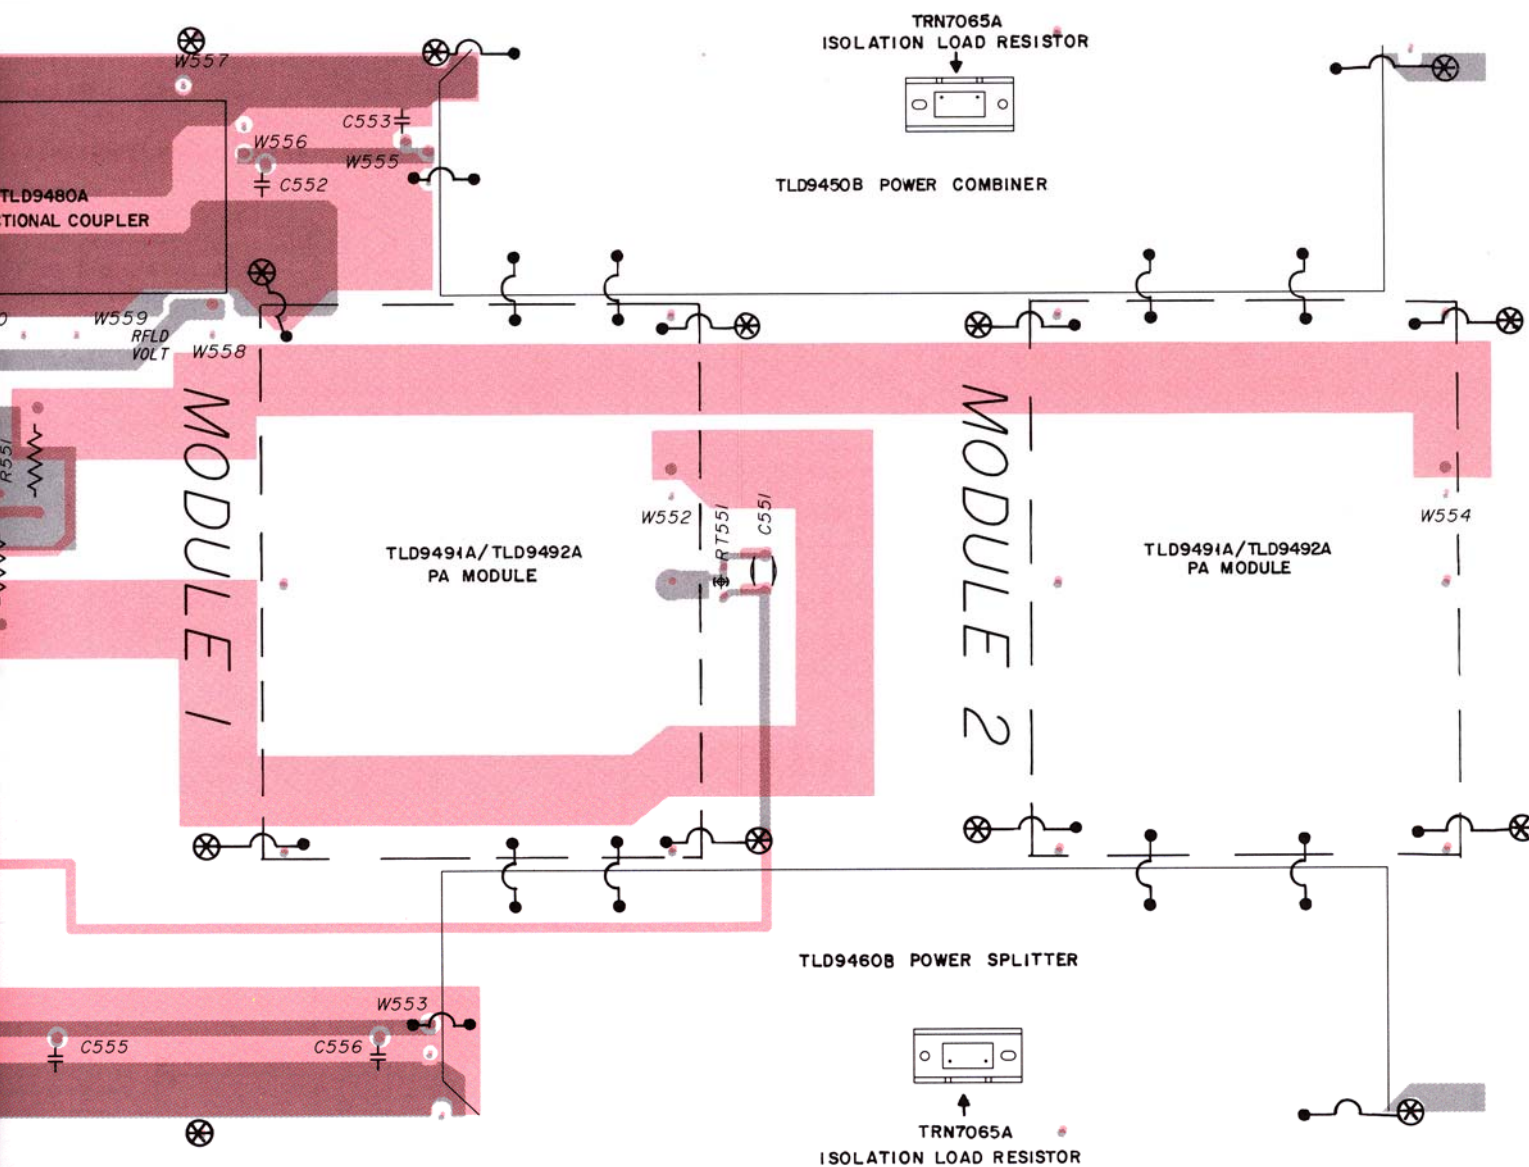 TRN7065A
ISOLATION LOAD RESISTOR
W557
C553
W556
W555
C552
TLD9480A
CTIONAL COUPLER
TLD9450B POWER COMBINER
W559
RFLD
VOLT
W558
R551
MODULE 1
MODULE 2
W552
RT551
C551
W554
TLD9491A/TLD9492A
PA MODULE
TLD9491A/TLD9492A
PA MODULE
TLD9460B POWER SPLITTER
W553
C555
C556
TRN7065A
ISOLATION LOAD RESISTOR